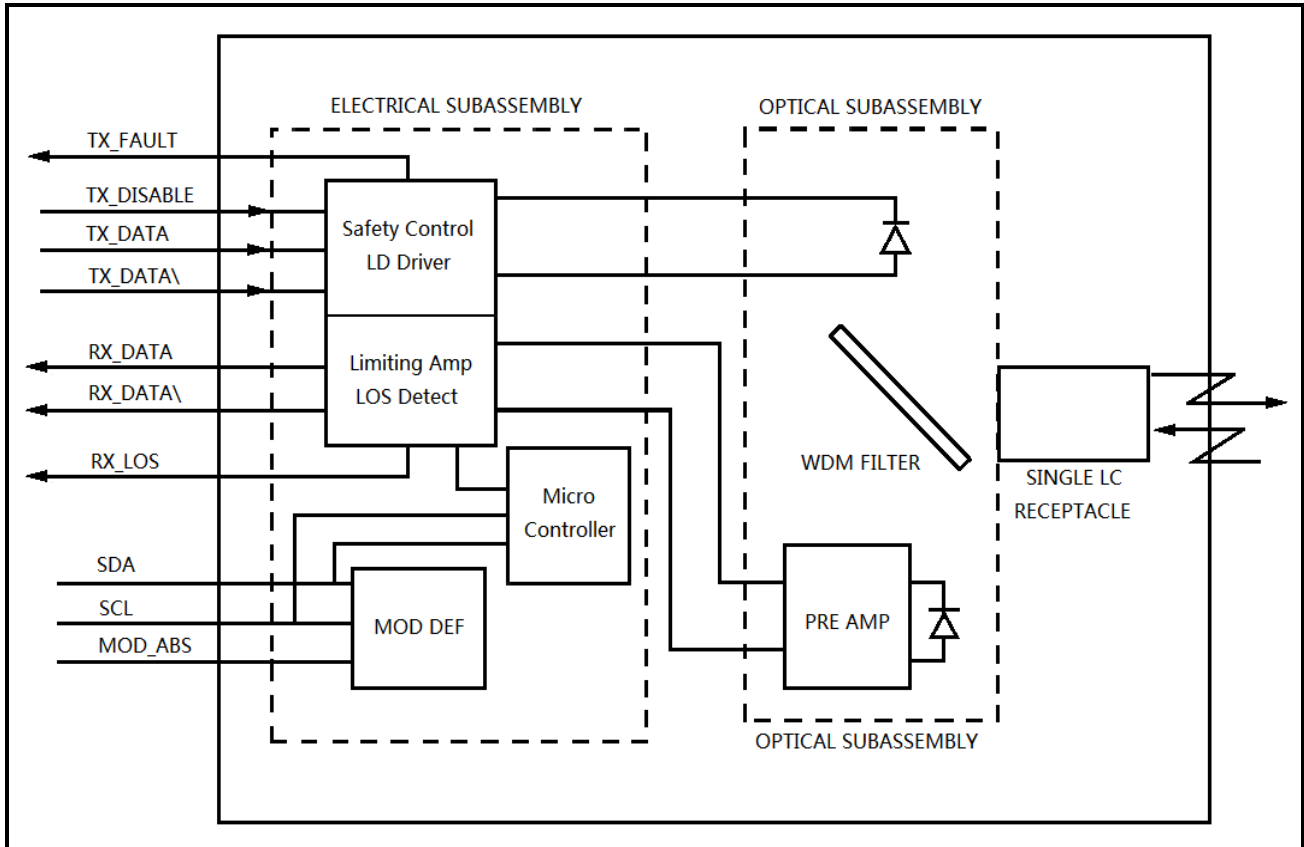 ELECTRICAL SUBASSEMBLY
OPTICAL SUBASSEMBLY
TX_FAULT
TX_DISABLE
TX_DATA
TX_DATA\
Safety Control
LD Driver
RX_DATA
RX_DATA\
Limiting Amp
LOS Detect
RX_LOS
WDM FILTER
SINGLE LC
RECEPTACLE
Micro
Controller
SDA
SCL
MOD_ABS
MOD DEF
PRE AMP
OPTICAL SUBASSEMBLY